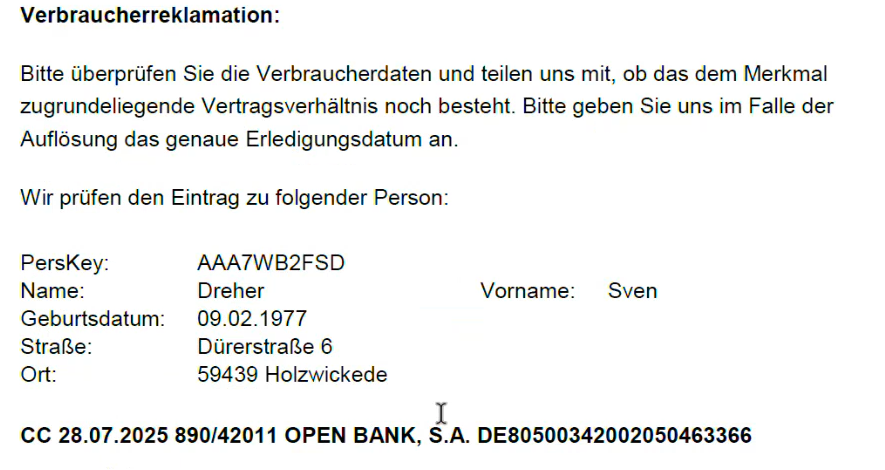 Verbraucherreklamation:
Bitte überprüfen Sie die Verbraucherdaten und teilen uns mit, ob das dem Merkmal
zugrundeliegende Vertragsverhältnis noch besteht. Bitte geben Sie uns im Falle der
Auflösung das genaue Erledigungsdatum an.
Wir prüfen den Eintrag zu folgender Person:
PersKey: AAA7WB2FSD
Name: Dreher Vorname: Sven
Geburtsdatum: 09.02.1977
Straße: Dürerstraße 6
Ort: 59439 Holzwickede
CC 28.07.2025 890/42011 OPEN BANK, S.A. DE80500342002050463366